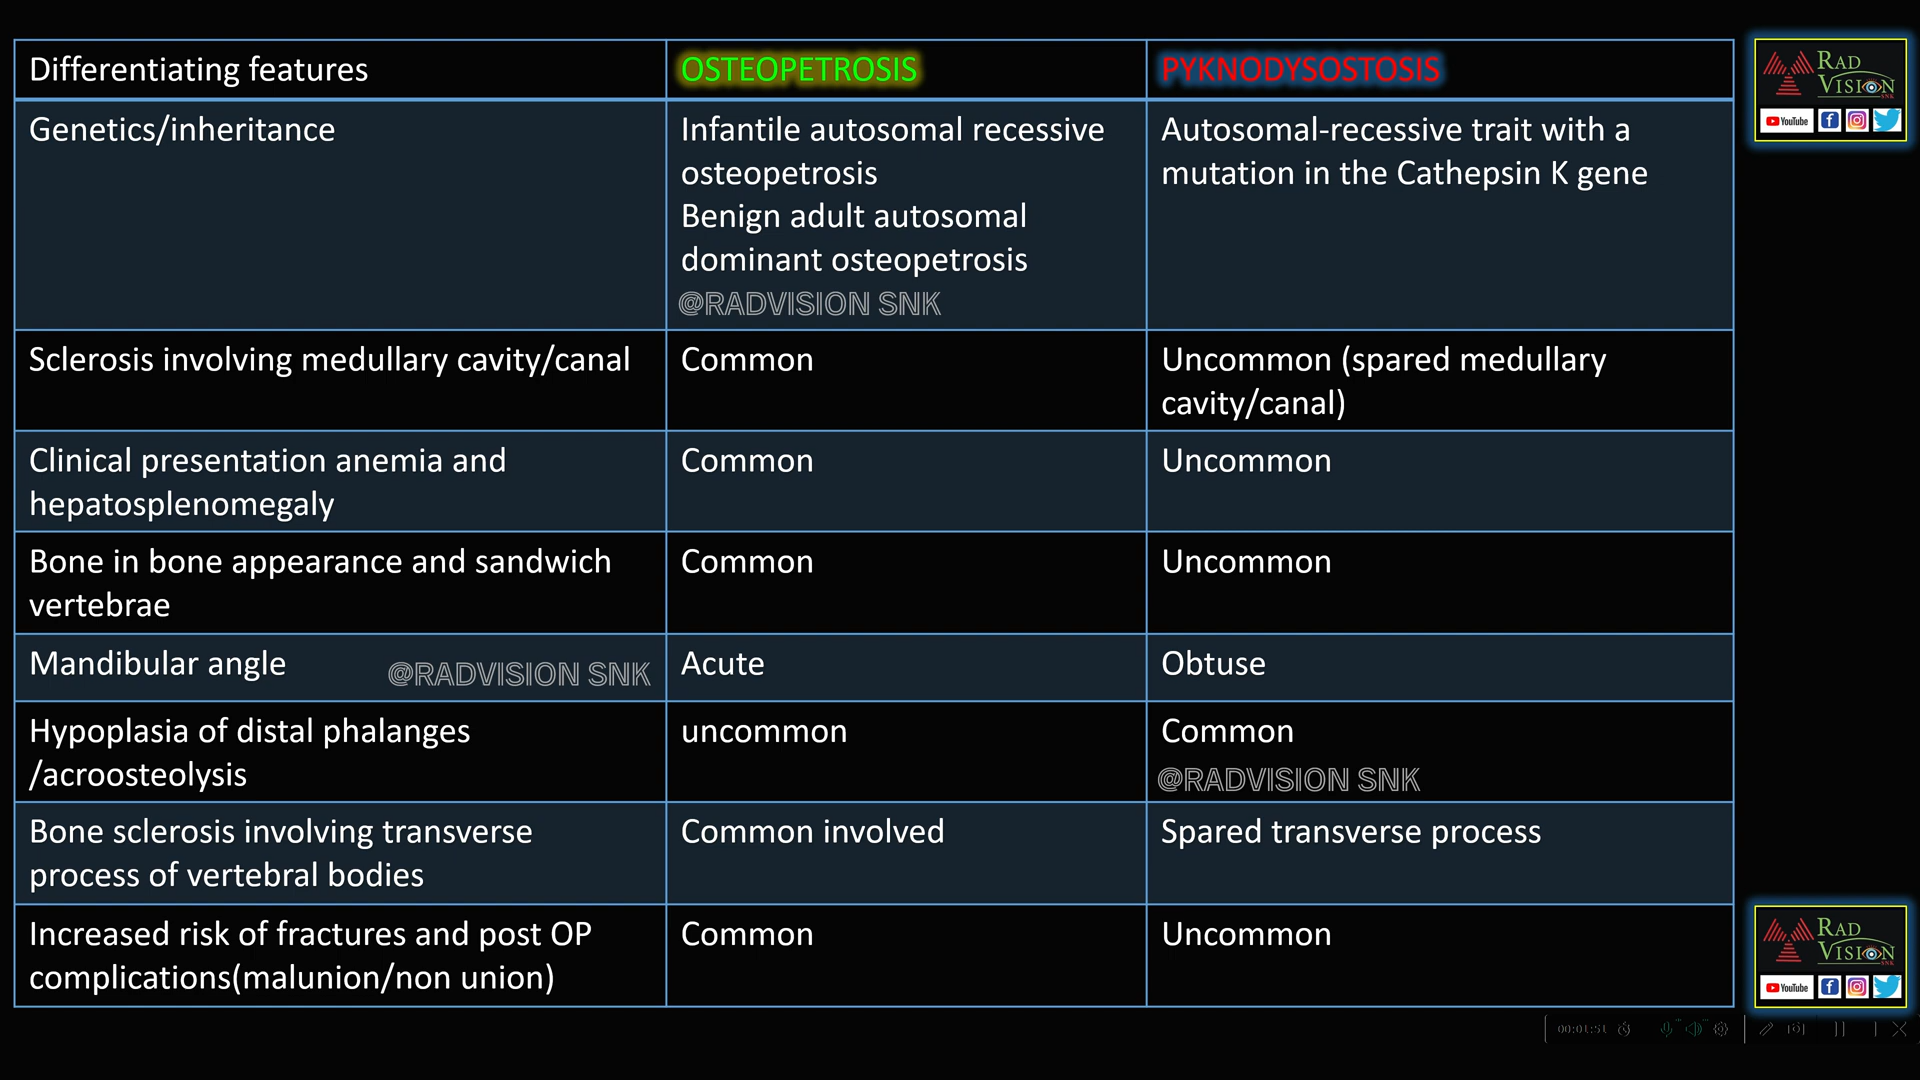 Differentiating features
OSTEOPETROSIS
PYKNODYSOSTOSIS
Genetics/inheritance
Infantile autosomal recessive
osteopetrosis
Benign adult autosomal
dominant osteopetrosis
@RADVISION SNK
Autosomal-recessive trait with a
mutation in the Cathepsin K gene
Sclerosis involving medullary cavity/canal
Common
Uncommon (spared medullary
cavity/canal)
Clinical presentation anemia and
hepatosplenomegaly
Common
Uncommon
Bone in bone appearance and sandwich
vertebrae
Common
Uncommon
Mandibular angle
@RADVISION SNK
Acute
Obtuse
Hypoplasia of distal phalanges
/acroosteolysis
uncommon
Common
@RADVISION SNK
Bone sclerosis involving transverse
process of vertebral bodies
Common involved
Spared transverse process
Increased risk of fractures and post OP
complications(malunion/non union)
Common
Uncommon
RAD
VISION
SNK
YouTube
RAD
VISION
SNK
YouTube
00:01:51